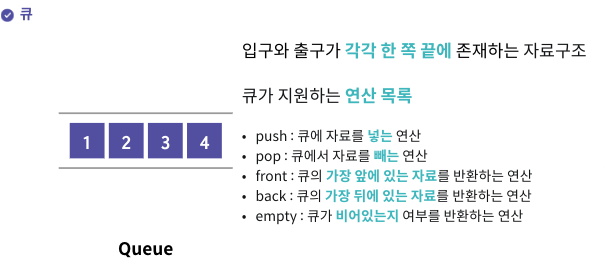 큐
입구와 출구가 각각 한 쪽 끝에 존재하는 자료구조
큐가 지원하는 연산 목록
1 2 3 4
• push : 큐에 자료를 넣는 연산
• pop : 큐에서 자료를 빼는 연산
• front : 큐의 가장 앞에 있는 자료를 반환하는 연산
• back : 큐의 가장 뒤에 있는 자료를 반환하는 연산
• empty : 큐가 비어있는지 여부를 반환하는 연산
Queue